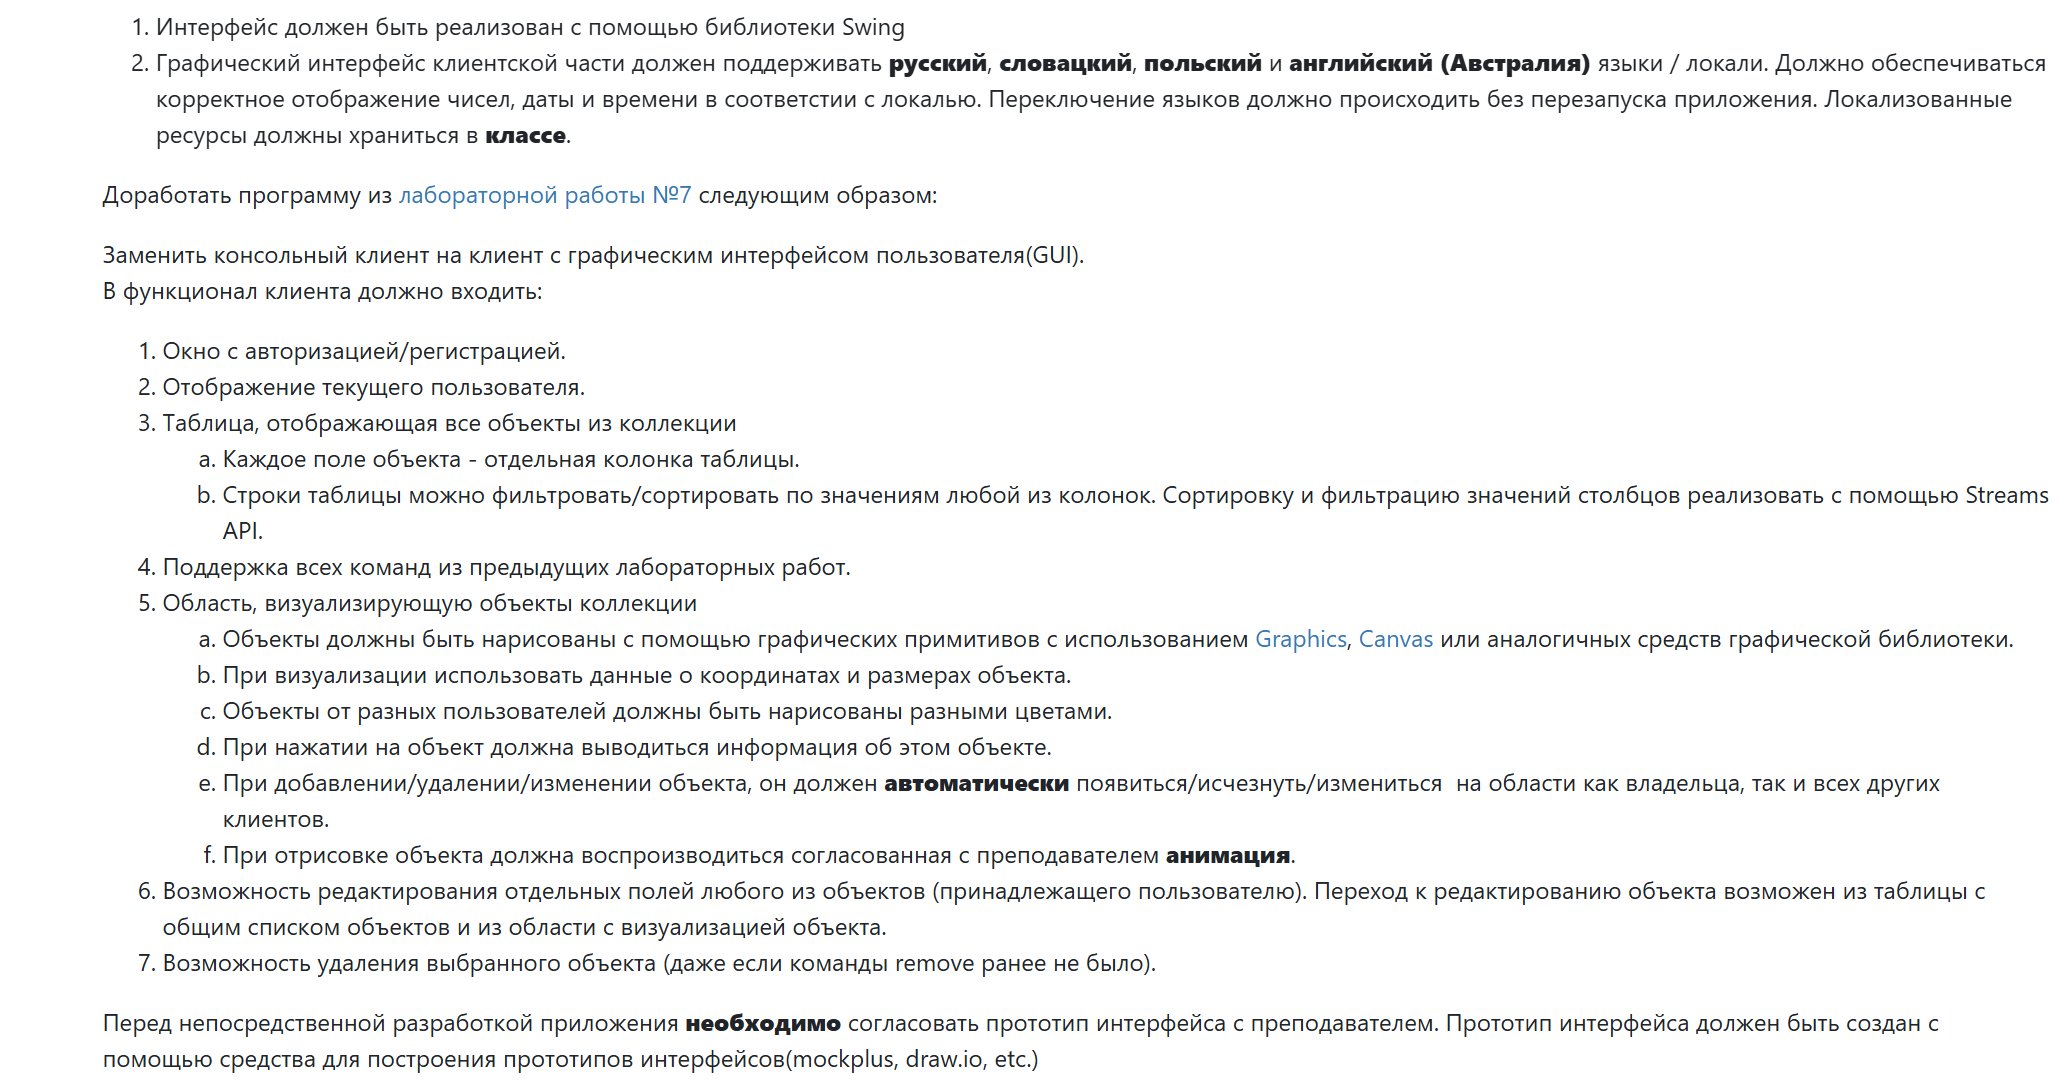 1. Интерфейс должен быть реализован с помощью библиотеки Swing
2. Графический интерфейс клиентской части должен поддерживать русский, словацкий, польский и английский (Австралия) языки / локали. Должно обеспечиваться
корректное отображение чисел, даты и времени в соответстии с локалью. Переключение языков должно происходить без перезапуска приложения. Локализованные
ресурсы должны храниться в классе.
Доработать программу из лабораторной работы №7 следующим образом:
Заменить консольный клиент на клиент с графическим интерфейсом пользователя(GUI).
В функционал клиента должно входить:
1. Окно с авторизацией/регистрацией.
2. Отображение текущего пользователя.
3. Таблица, отображающая все объекты из коллекции
a. Каждое поле объекта - отдельная колонка таблицы.
b. Строки таблицы можно фильтровать/сортировать по значениям любой из колонок. Сортировку и фильтрацию значений столбцов реализовать с помощью Streams
API.
4. Поддержка всех команд из предыдущих лабораторных работ.
5. Область, визуализирующую объекты коллекции
a. Объекты должны быть нарисованы с помощью графических примитивов с использованием Graphics, Canvas или аналогичных средств графической библиотеки.
b. При визуализации использовать данные о координатах и размерах объекта.
c. Объекты от разных пользователей должны быть нарисованы разными цветами.
d. При нажатии на объект должна выводиться информация об этом объекте.
e. При добавлении/удалении/изменении объекта, он должен автоматически появиться/исчезнуть/измениться  на области как владельца, так и всех других
клиентов.
f. При отрисовке объекта должна воспроизводиться согласованная с преподавателем анимация.
6. Возможность редактирования отдельных полей любого из объектов (принадлежащего пользователю). Переход к редактированию объекта возможен из таблицы с
общим списком объектов и из области с визуализацией объекта.
7. Возможность удаления выбранного объекта (даже если команды remove ранее не было).
Перед непосредственной разработкой приложения необходимо согласовать прототип интерфейса с преподавателем. Прототип интерфейса должен быть создан с
помощью средства для построения прототипов интерфейсов(mockplus, draw.io, etc.)